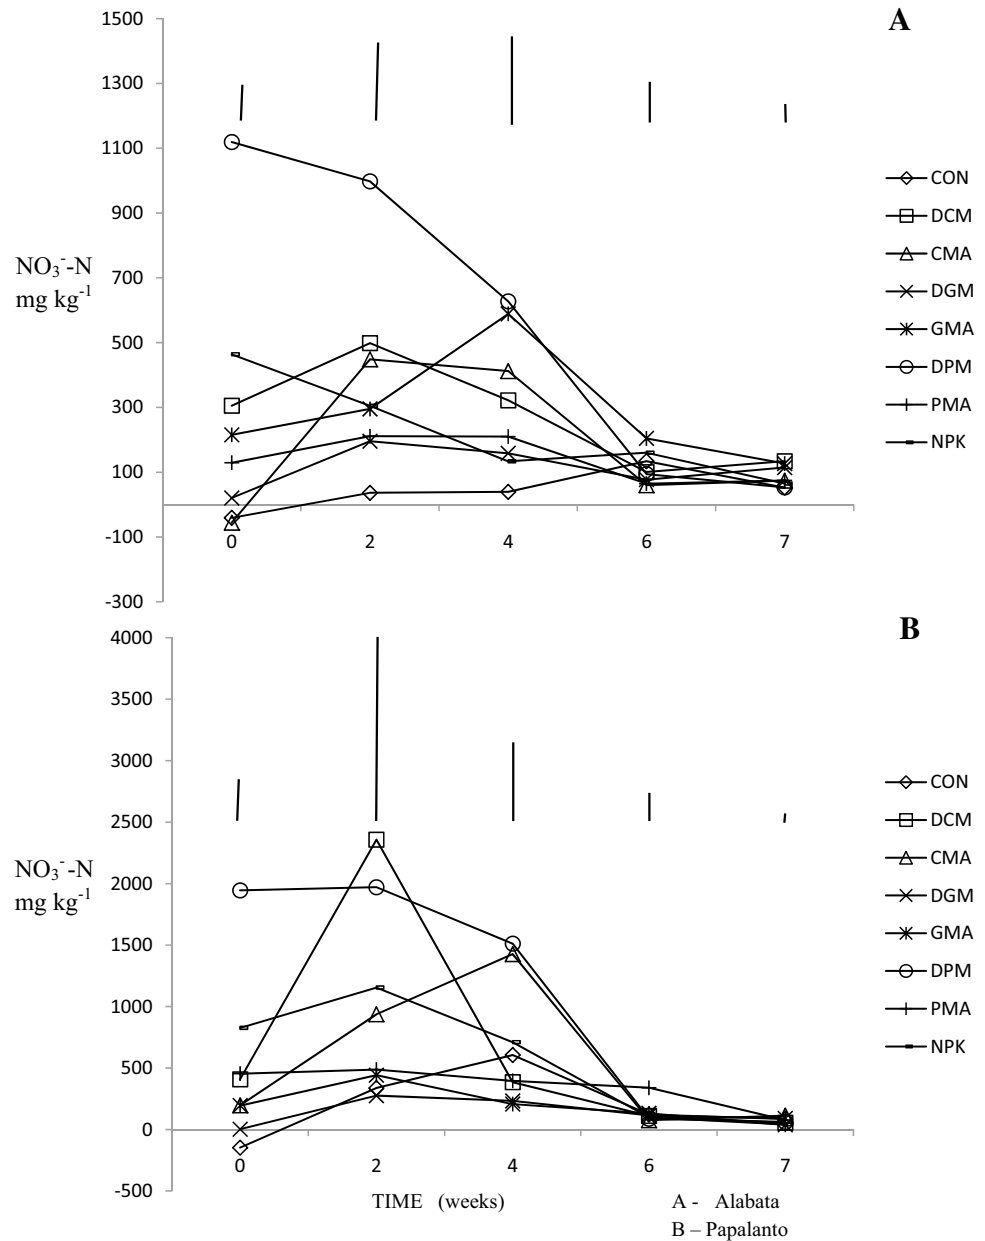 A
1500
1300
1100
900
700
500
300
100
-100
-300
NO₃⁻-N
mg kg⁻¹
0 2 4 6 7
CON
DCM
CMA
DGM
GMA
DPM
PMA
NPK
B
4000
3500
3000
2500
2000
1500
1000
500
0
-500
NO₃⁻-N
mg kg⁻¹
0 2 4 6 7
CON
DCM
CMA
DGM
GMA
DPM
PMA
NPK
TIME (weeks)
A - Alabata
B – Papalanto